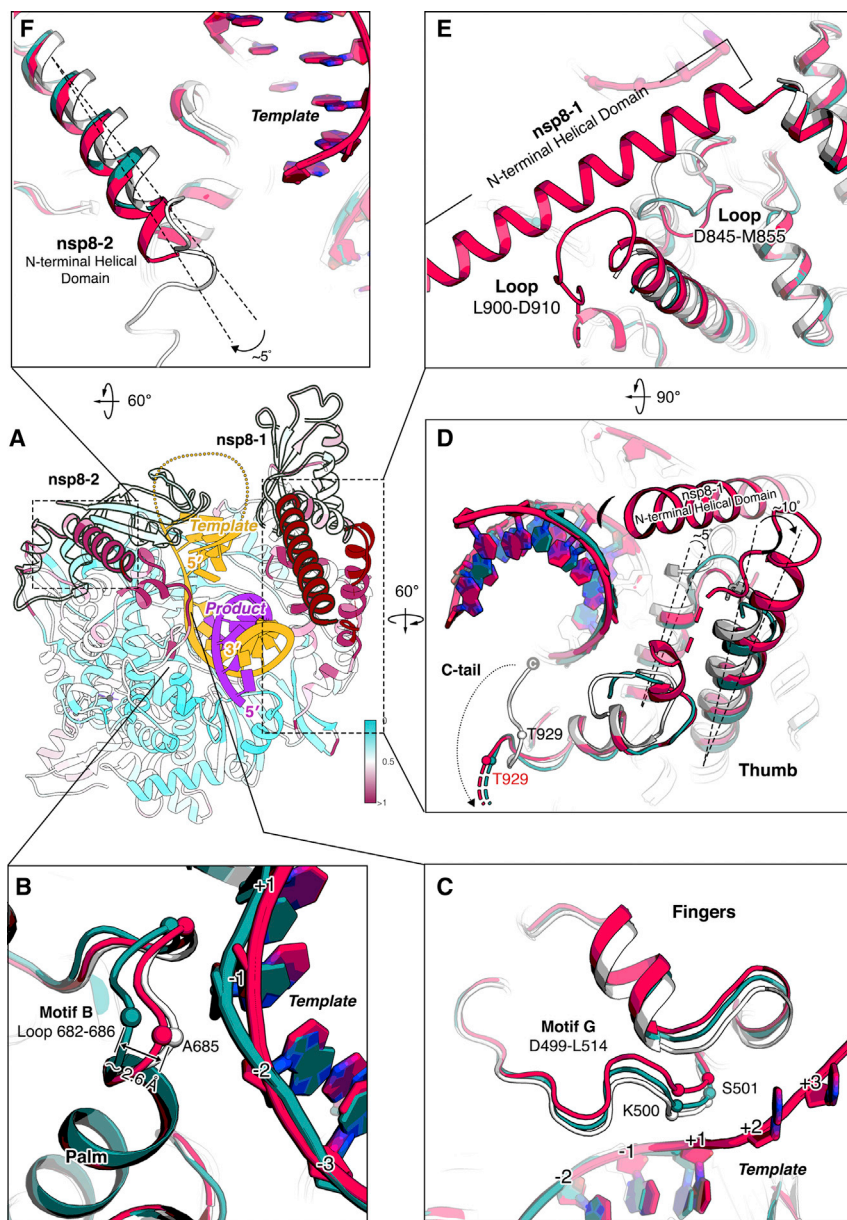 F
Template
nsp8-2
N-terminal Helical
Domain
~5°
E
nsp8-1
N-terminal Helical Domain
Loop
D845-M855
Loop
L900-D910
60°
90°
A
nsp8-1
nsp8-2
Template
5'
Product
3'
5'
0
0.5
>1
60°
D
nsp8-1
N-terminal Helical Domain
~10°
~5°
C-tail
C
T929
T929
Thumb
B
+1
-1
Template
Motif B
Loop 682-686
A685
~ 2.6 Å
-2
Palm
-3
C
Fingers
Motif G
D499-L514
S501
K500
+3
+2
+1
-1
-2
Template